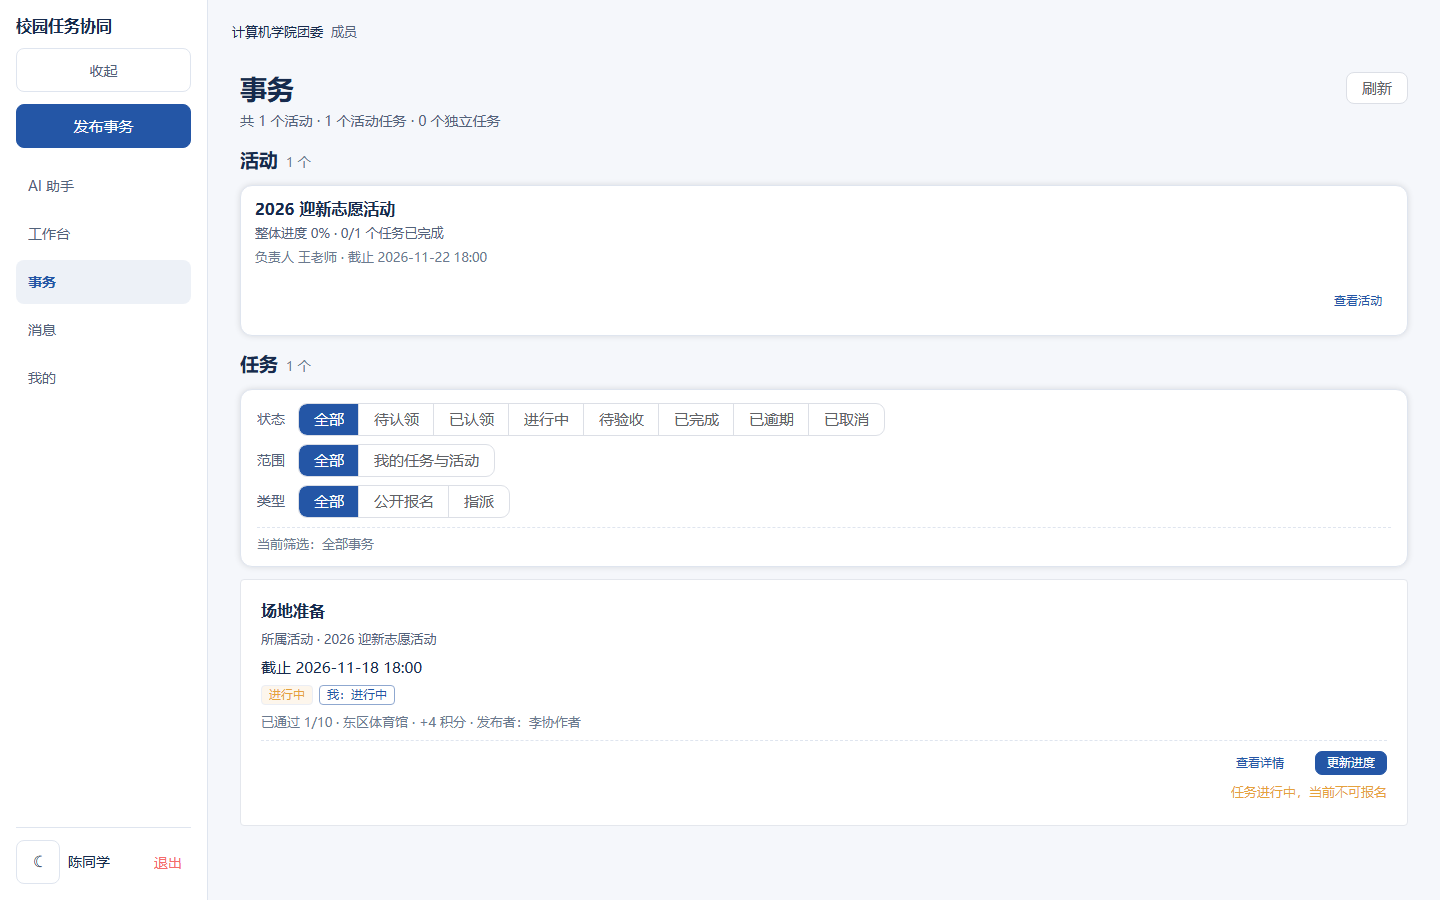 校园任务协同
收起
发布事务
AI 助手
工作台
事务
消息
我的
陈同学 退出
计算机学院团委 成员
事务
刷新
共 1 个活动 · 1 个活动任务 · 0 个独立任务
活动 1 个
2026 迎新志愿活动
整体进度 0% · 0/1 个任务已完成
负责人 王老师 · 截止 2026-11-22 18:00
查看活动
任务 1 个
状态 全部 待认领 已认领 进行中 待验收 已完成 已逾期 已取消
范围 全部 我的任务与活动
类型 全部 公开报名 指派
当前筛选：全部事务
场地准备
所属活动 · 2026 迎新志愿活动
截止 2026-11-18 18:00
进行中 我：进行中
已通过 1/10 · 东区体育馆 · +4 积分 · 发布者：李协作者
查看详情 更新进度
任务进行中，当前不可报名